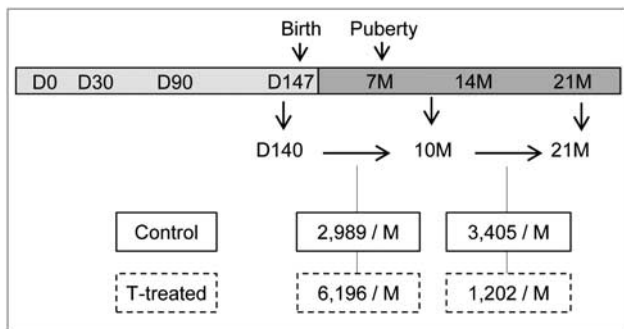 Birth Puberty
D0 D30 D90 D147 7M 14M 21M
D140 10M 21M
Control 2,989 / M 3,405 / M
T-treated 6,196 / M 1,202 / M